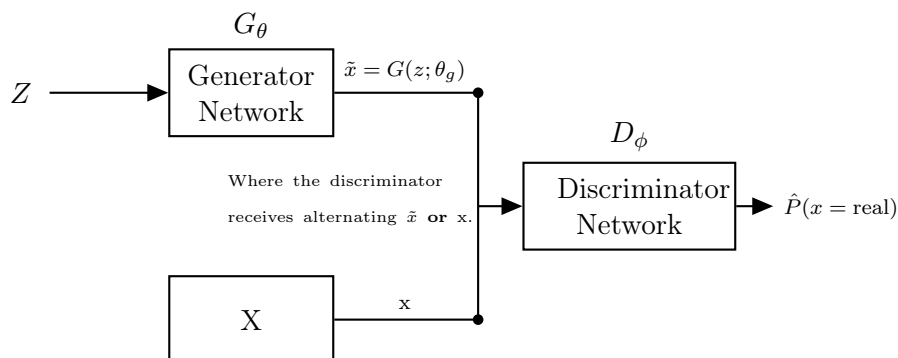 G_θ
Z
Generator
Network
x̃ = G(z; θ_g)
D_ϕ
Where the discriminator
receives alternating x̃ or x.
Discriminator
Network
P̂(x = real)
X
x